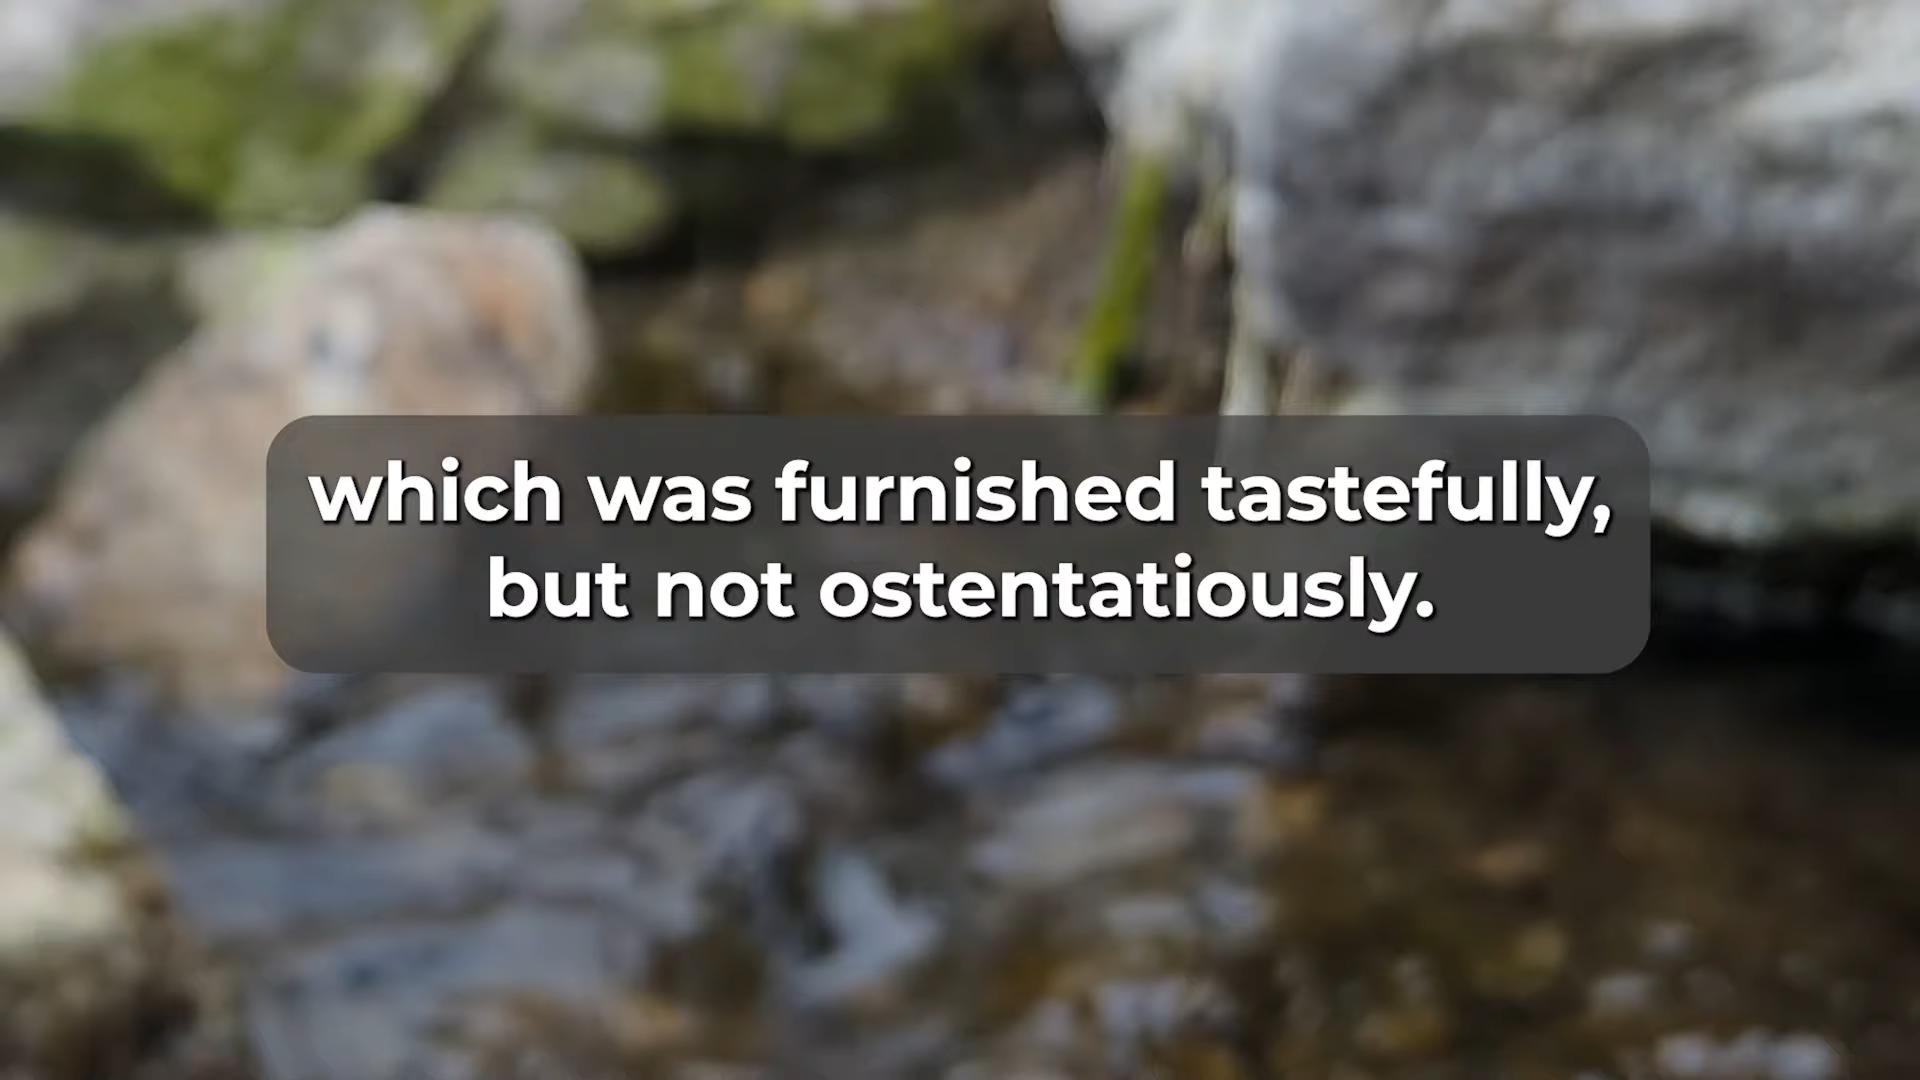 which was furnished tastefully,
but not ostentatiously.